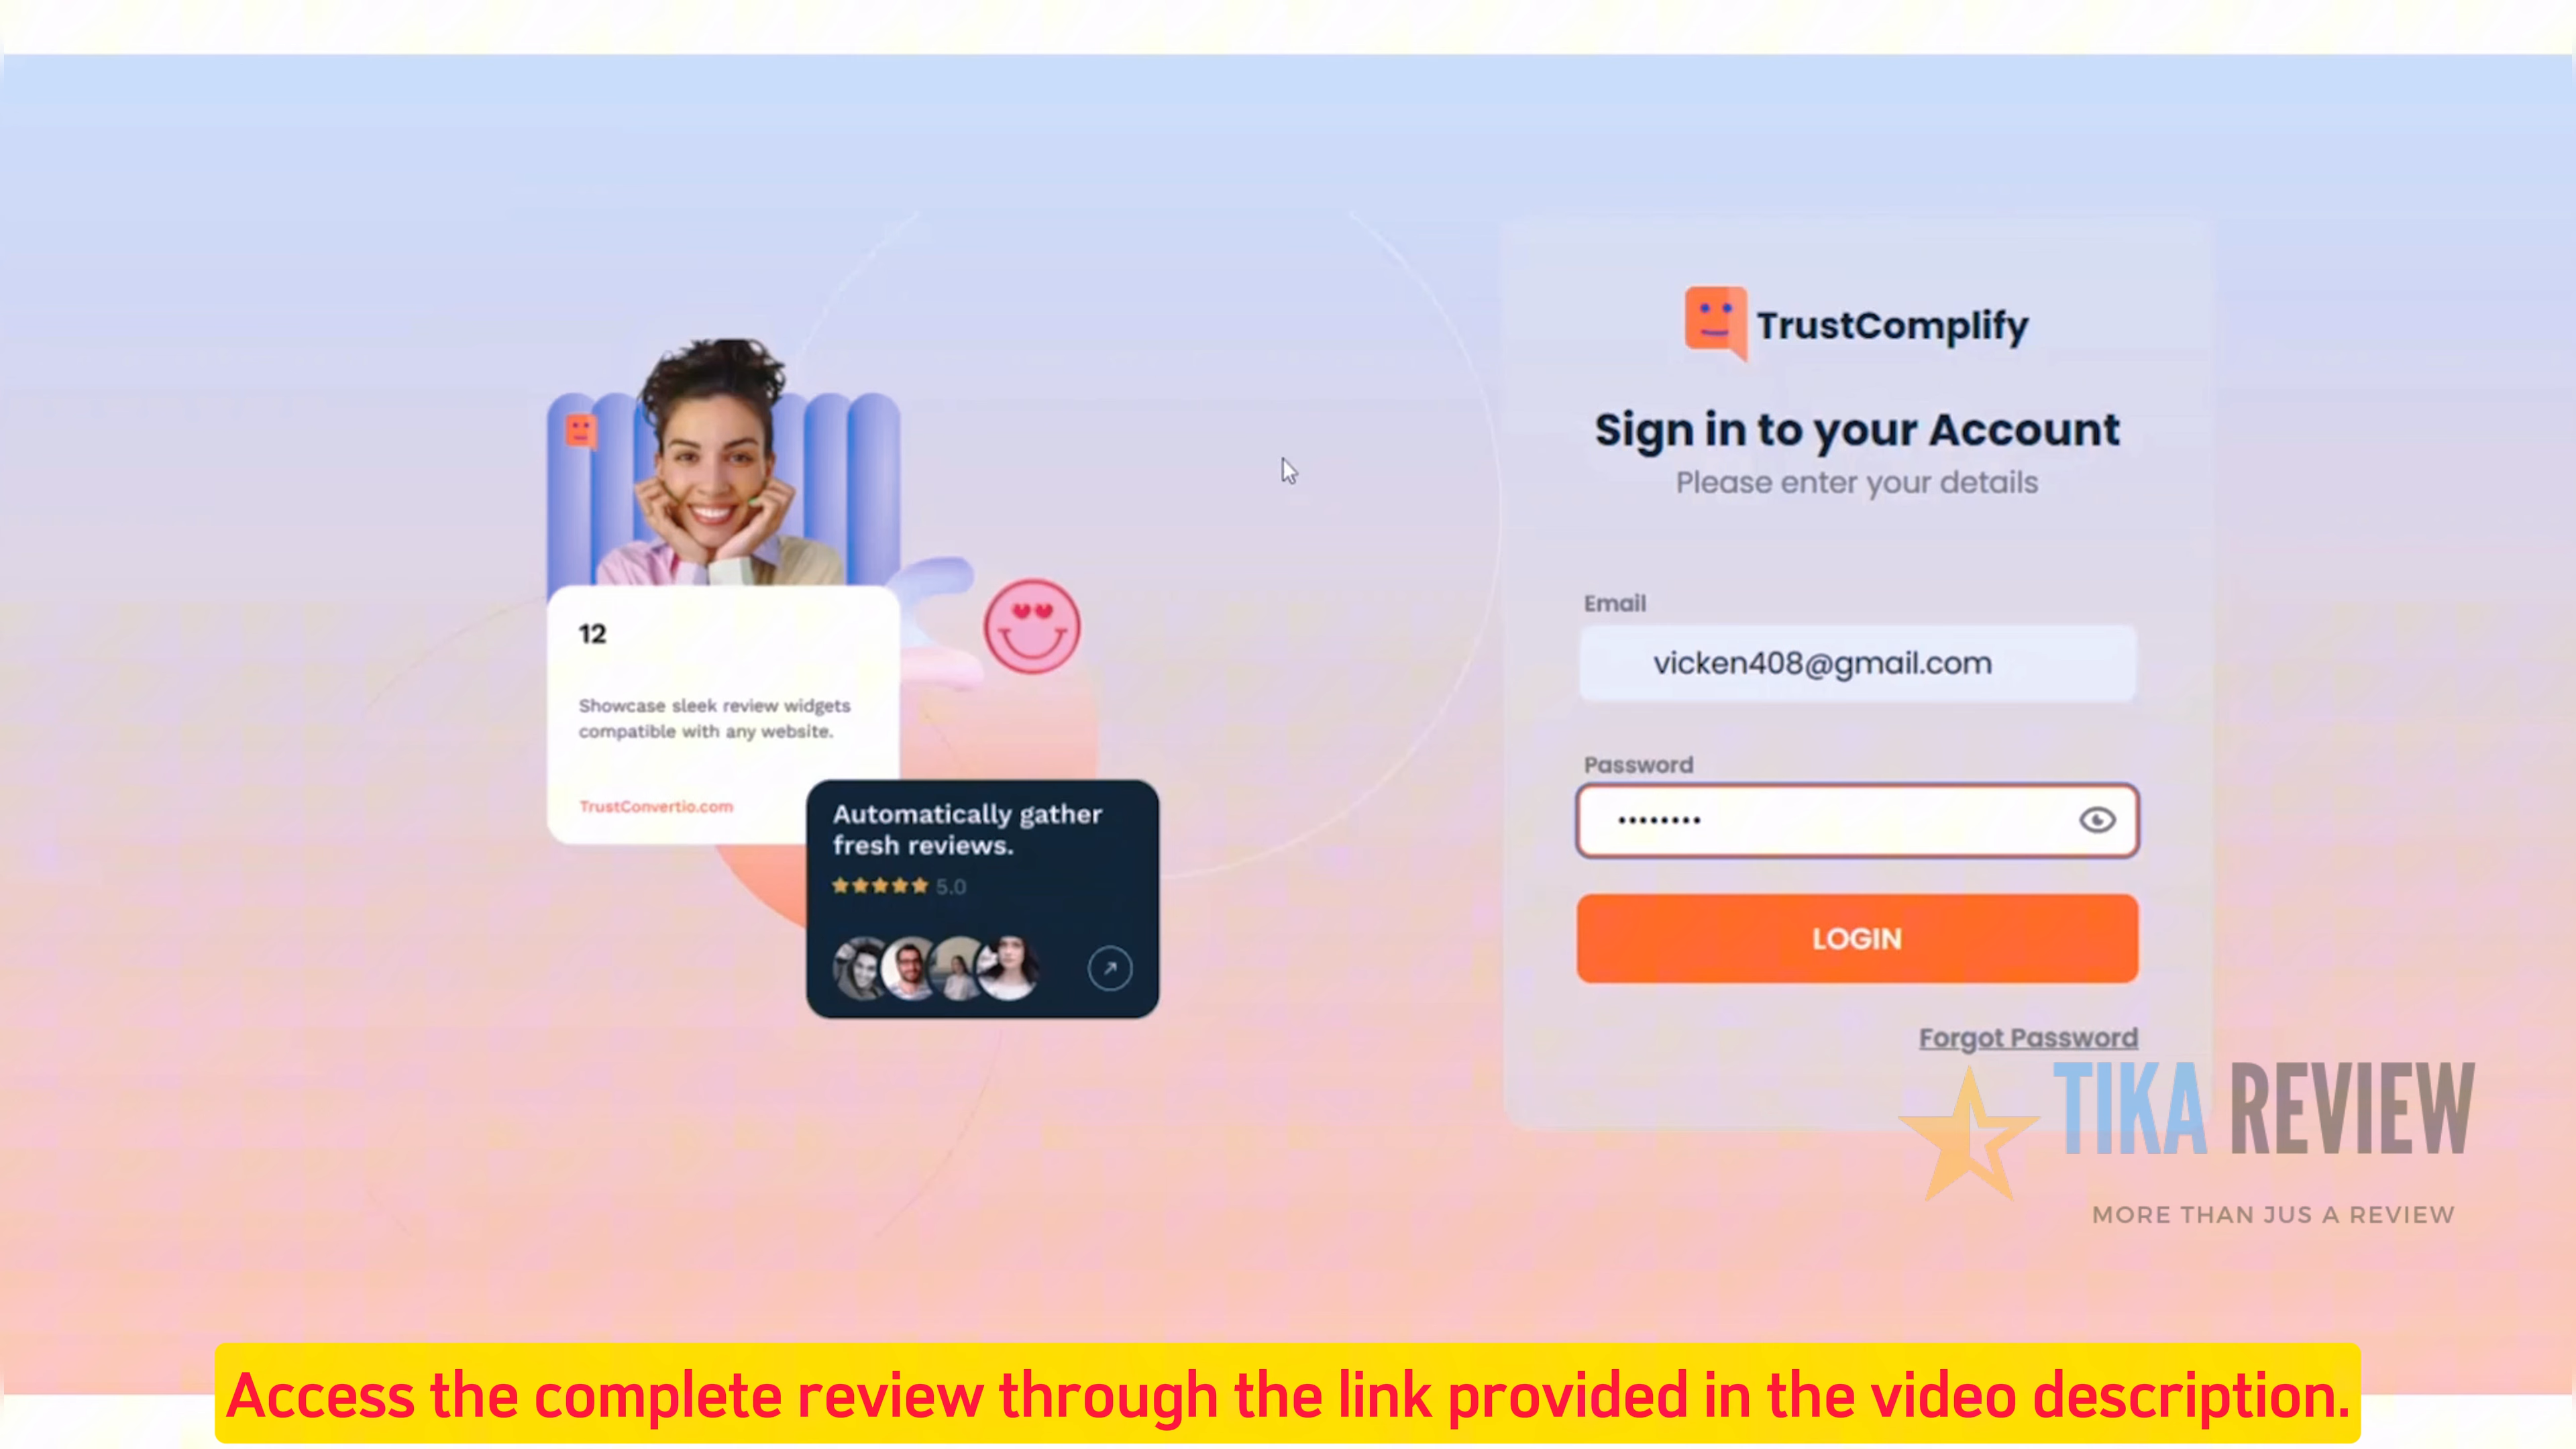 TrustComplify
Sign in to your Account
Please enter your details
Email
vicken408@gmail.com
Password
••••••••
LOGIN
Forgot Password
12
Showcase sleek review widgets
compatible with any website.
TrustConvertio.com
Automatically gather
fresh reviews.
5.0
TIKA REVIEW
MORE THAN JUS A REVIEW
Access the complete review through the link provided in the video description.